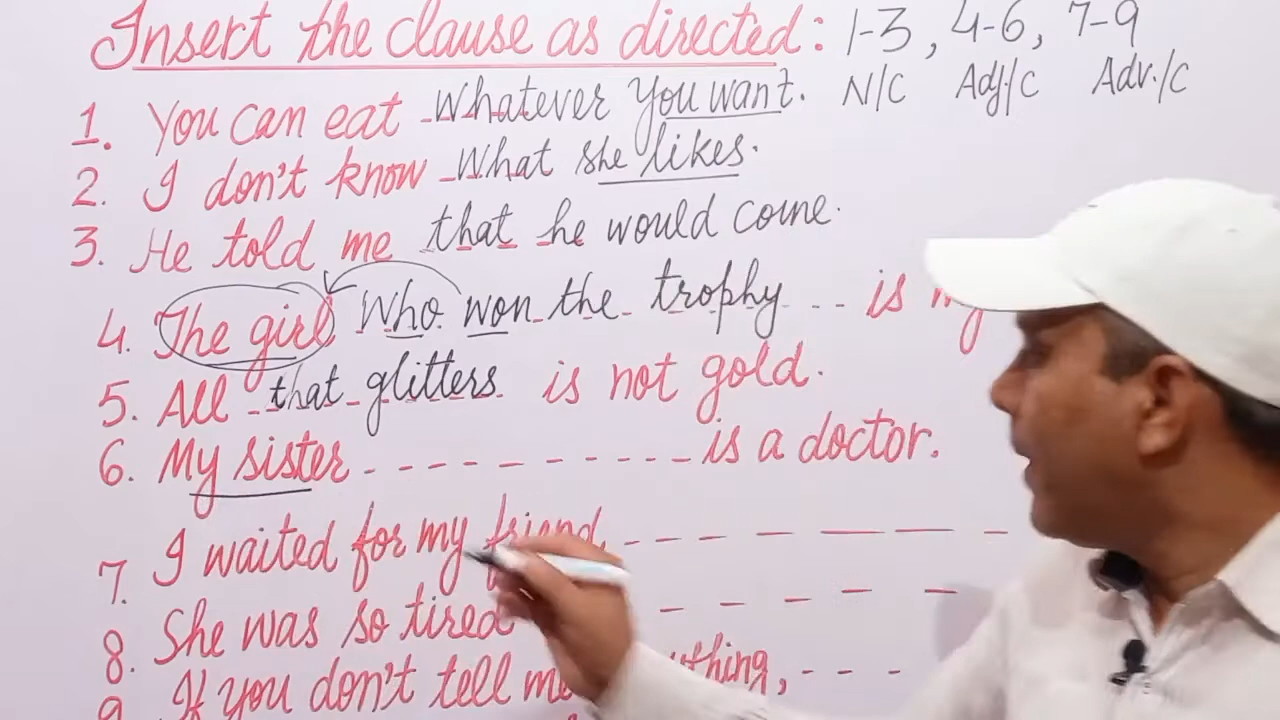 Insert the clause as directed: 1-3, 4-6, 7-9
N/C Adj./C Adv./C
1. You can eat whatever you want.
2. I don't know what she likes.
3. He told me that he would come.
4. The girl who won the trophy is my
5. All that glitters is not gold.
6. My sister is a doctor.
7. I waited for my friend
8. She was so tired
9. If you don't tell me